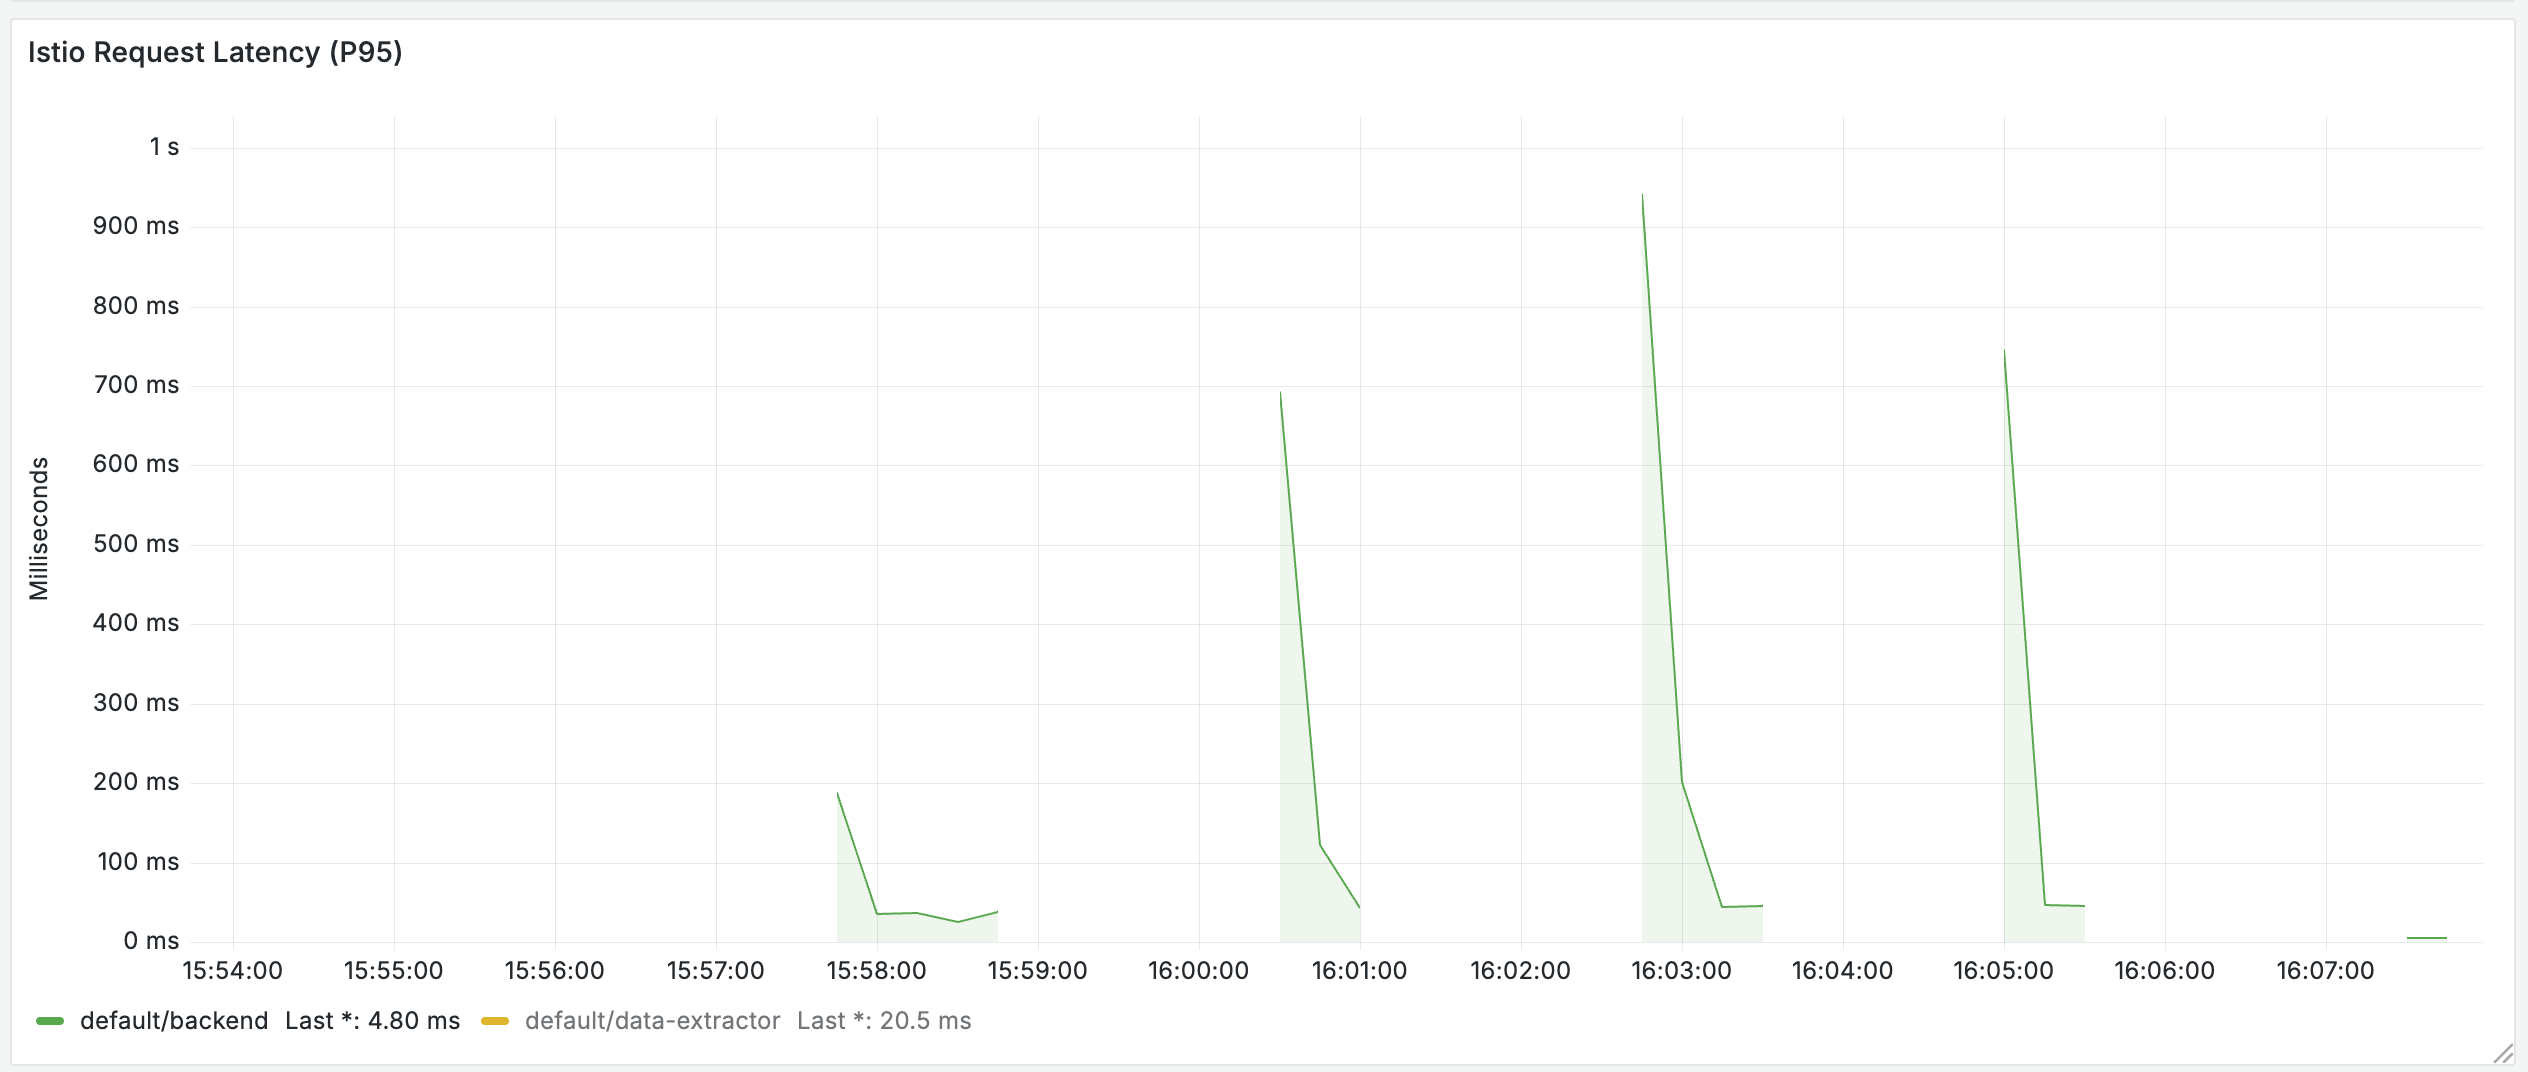 Istio Request Latency (P95)
Milliseconds
1 s
900 ms
800 ms
700 ms
600 ms
500 ms
400 ms
300 ms
200 ms
100 ms
0 ms
15:54:00 15:55:00 15:56:00 15:57:00 15:58:00 15:59:00 16:00:00 16:01:00 16:02:00 16:03:00 16:04:00 16:05:00 16:06:00 16:07:00
default/backend Last *: 4.80 ms default/data-extractor Last *: 20.5 ms